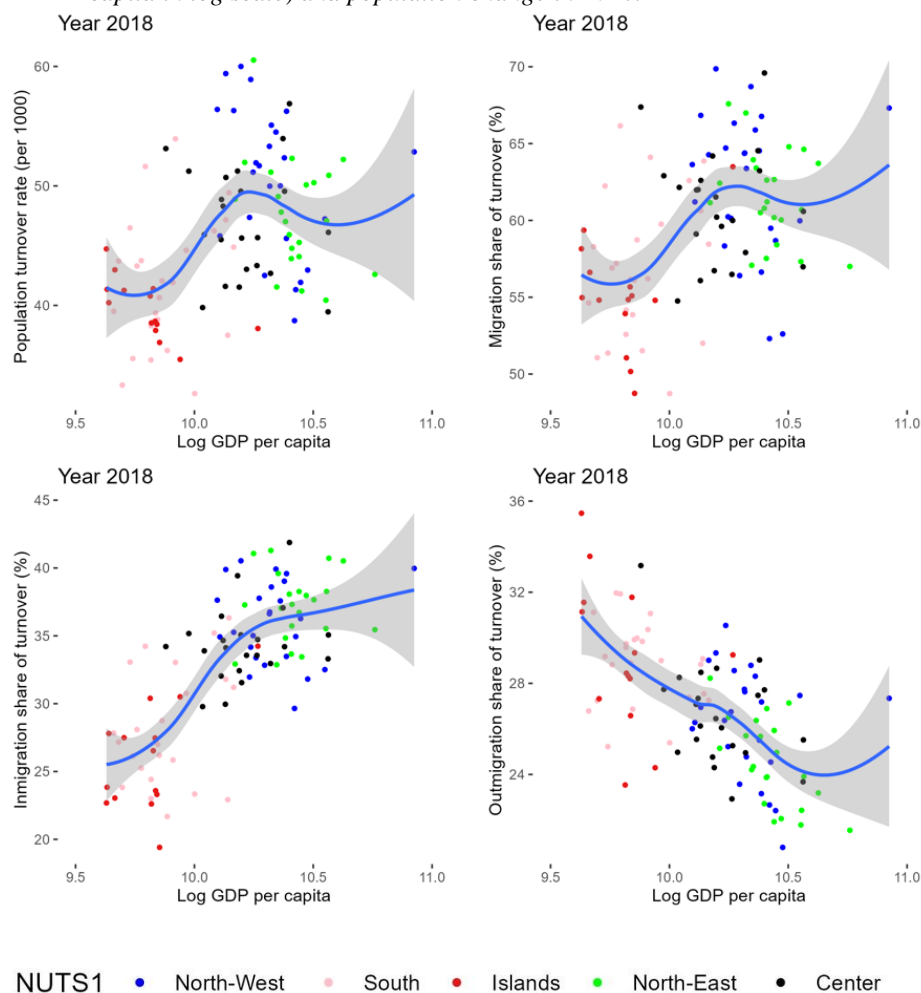 Year 2018
Year 2018
Population turnover rate (per 1000)
60
50
40
9.5 10.0 10.5 11.0
Log GDP per capita
Migration share of turnover (%)
70
65
60
55
50
9.5 10.0 10.5 11.0
Log GDP per capita
Year 2018
Year 2018
Inmigration share of turnover (%)
45
40
35
30
25
20
9.5 10.0 10.5 11.0
Log GDP per capita
Outmigration share of turnover (%)
36
32
28
24
9.5 10.0 10.5 11.0
Log GDP per capita
NUTS1 North-West South Islands North-East Center